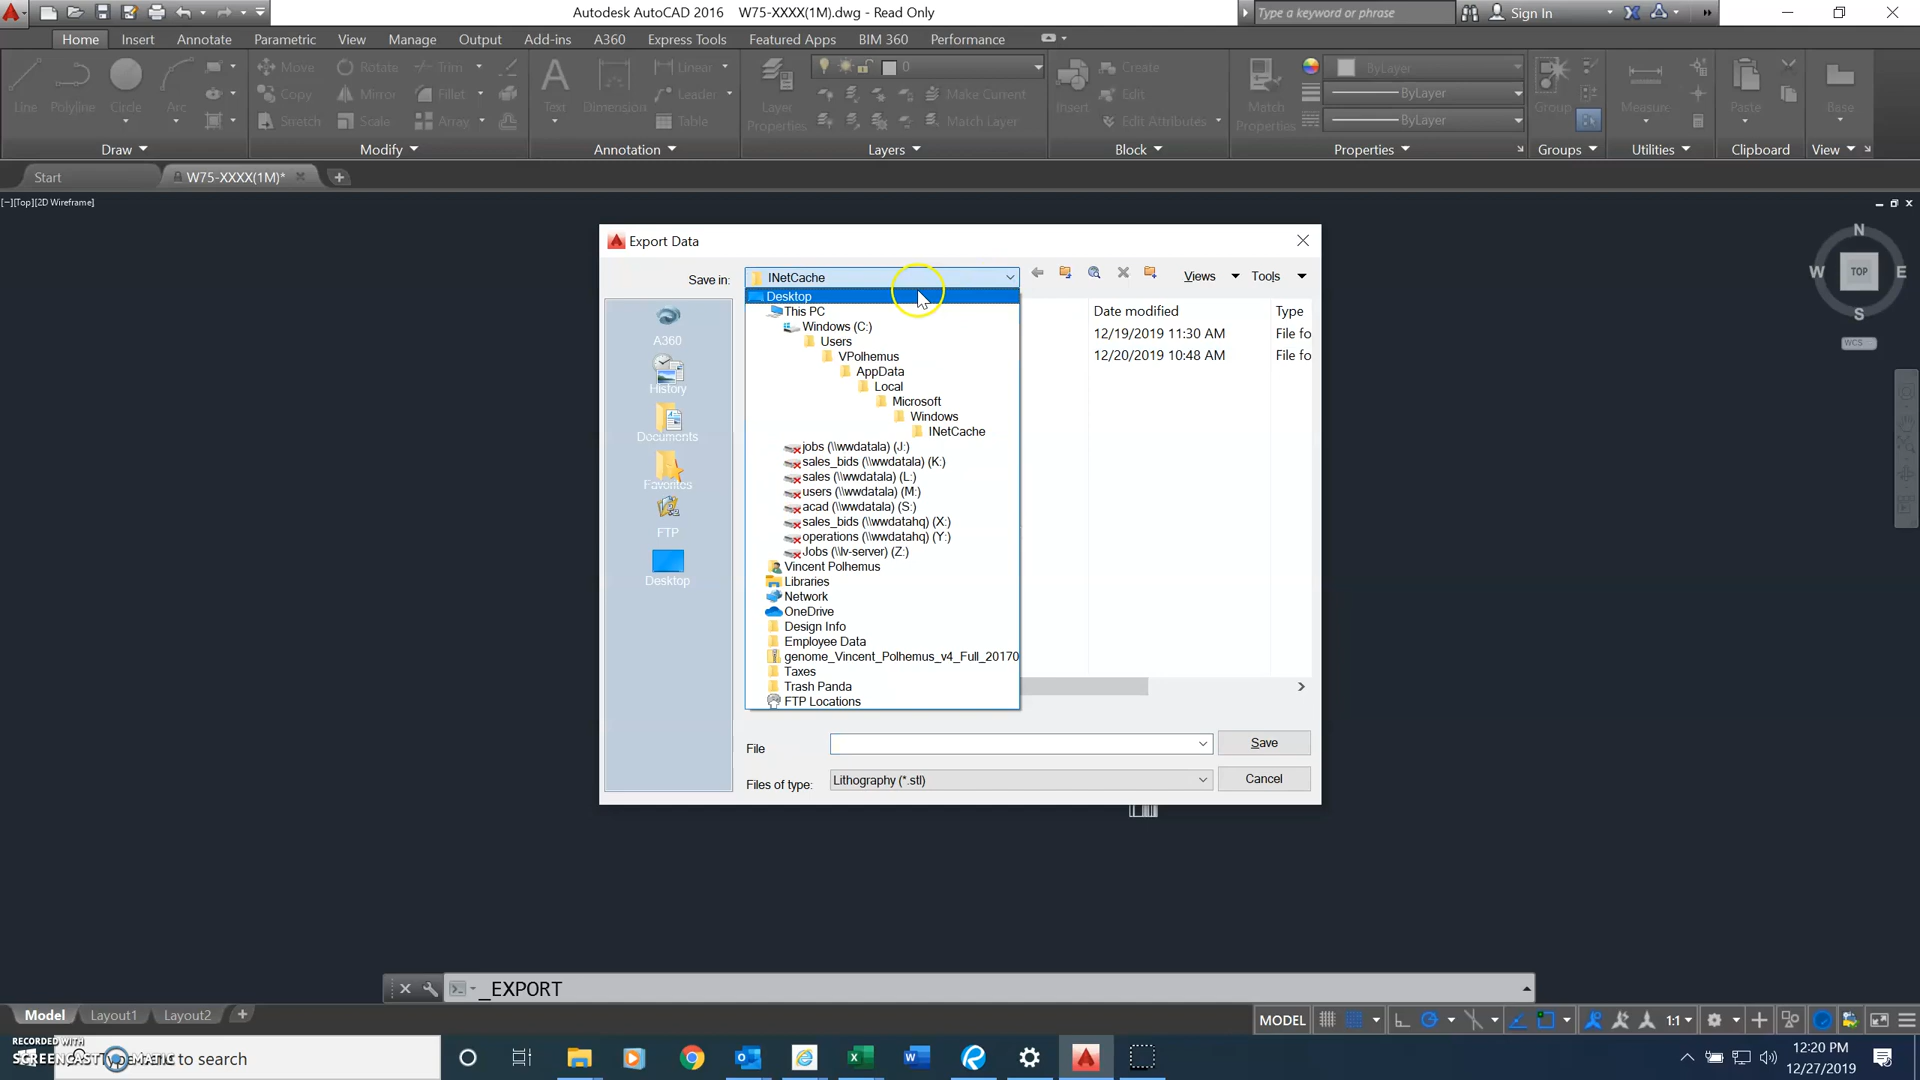 Autodesk AutoCAD 2016 W75-XXXX(1M).dwg - Read Only
Type a keyword or phrase
Sign In
Home Insert Annotate Parametric View Manage Output Add-ins A360 Express Tools Featured Apps BIM 360 Performance
Line Polyline Circle Arc
Move Rotate Trim
Copy Mirror Fillet
Stretch Scale Array
Text Dimension
Linear
Leader
Table
Layer Properties
0
Make Current
Match Layer
Insert
Create
Edit
Edit Attributes
Match Properties
ByLayer
ByLayer
ByLayer
Group
Measure
Paste
Base
Draw Modify Annotation Layers Block Properties Groups Utilities Clipboard View
Start W75-XXXX(1M)*
[−][Top][2D Wireframe]
N
W TOP E
S
WCS
Export Data
Save in: INetCache
Views Tools
Desktop
This PC
Windows (C:)
Users
VPolhemus
AppData
Local
Microsoft
Windows
INetCache
jobs (\\wwdatala) (J:)
sales_bids (\\wwdatala) (K:)
sales (\\wwdatala) (L:)
users (\\wwdatala) (M:)
acad (\\wwdatala) (S:)
sales_bids (\\wwdatahq) (X:)
operations (\\wwdatahq) (Y:)
Jobs (\\lv-server) (Z:)
Vincent Polhemus
Libraries
Network
OneDrive
Design Info
Employee Data
genome_Vincent_Polhemus_v4_Full_20170
Taxes
Trash Panda
FTP Locations
A360
History
Documents
Favorites
FTP
Desktop
Date modified Type
12/19/2019 11:30 AM File fo
12/20/2019 10:48 AM File fo
File
Save
Files of type: Lithography (*.stl)
Cancel
_EXPORT
Model Layout1 Layout2
MODEL
1:1
RECORDED WITH
SCREENCAST MATIC
Type here to search
12:20 PM
12/27/2019